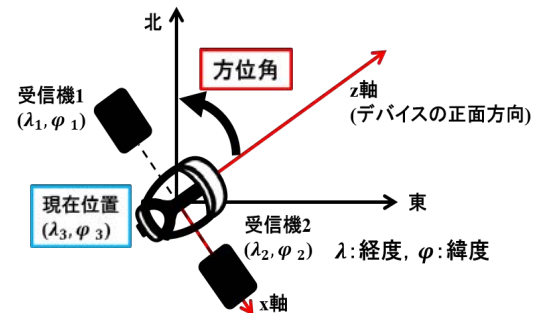 北
方位角
z軸
(デバイスの正面方向)
受信機1
(λ₁,φ ₁)
現在位置
(λ₃,φ ₃)
東
受信機2
(λ₂,φ ₂)
λ:経度, φ:緯度
x軸